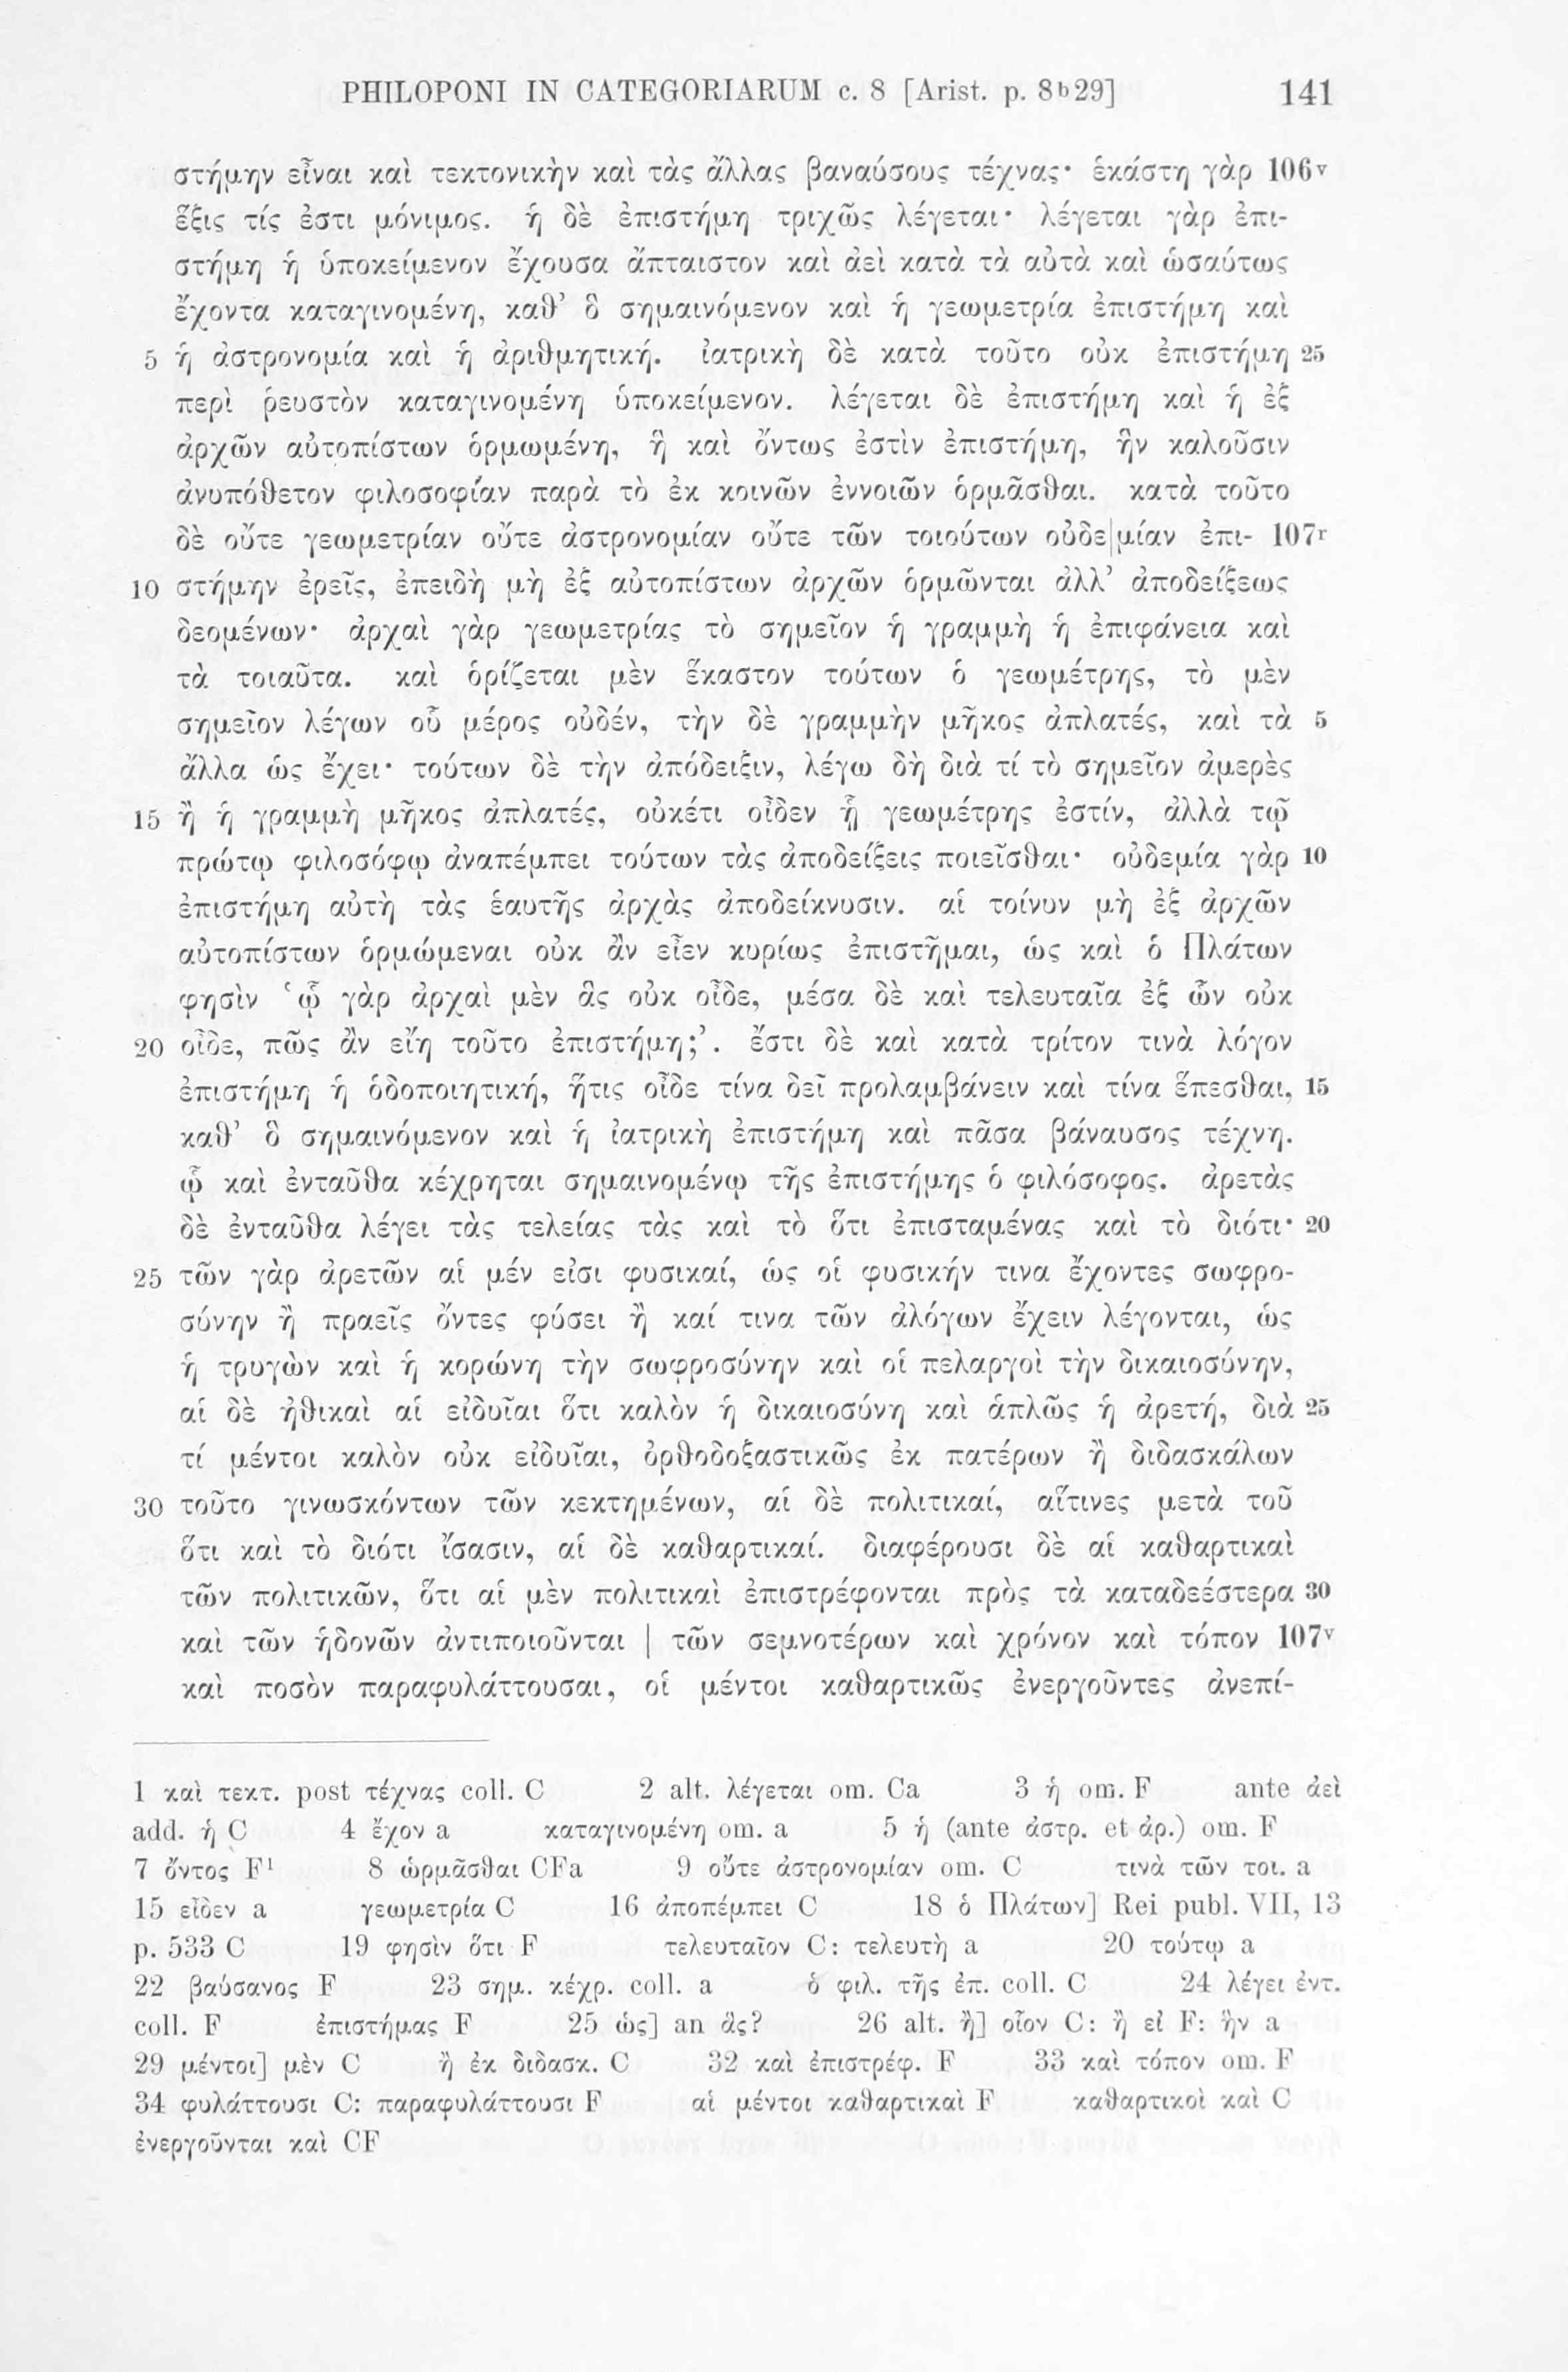 PHILOPONI IN CATEGORIARUM c. 8 [Arist. p. 8b29] 141
στήμην εἶναι καὶ τεκτονικὴν καὶ τὰς ἄλλας βαναύσους τέχνας· ἑκάστη γὰρ 106v
ἕξις τίς ἐστι μόνιμος. ἡ δὲ ἐπιστήμη τριχῶς λέγεται· λέγεται γὰρ ἐπι-
στήμη ἡ ὑποκείμενον ἔχουσα ἄπταιστον καὶ ἀεὶ κατὰ τὰ αὐτὰ καὶ ὡσαύτως
ἔχοντα καταγινομένη, καθ’ ὃ σημαινόμενον καὶ ἡ γεωμετρία ἐπιστήμη καὶ
5 ἡ ἀστρονομία καὶ ἡ ἀριθμητική. ἰατρικὴ δὲ κατὰ τοῦτο οὐκ ἐπιστήμη 25
περὶ ῥευστὸν καταγινομένη ὑποκείμενον. λέγεται δὲ ἐπιστήμη καὶ ἡ ἐξ
ἀρχῶν αὐτοπίστων ὁρμωμένη, ἣ καὶ ὄντως ἐστὶν ἐπιστήμη, ἣν καλοῦσιν
ἀνυπόθετον φιλοσοφίαν παρὰ τὸ ἐκ κοινῶν ἐννοιῶν ὁρμᾶσθαι. κατὰ τοῦτο
δὲ οὔτε γεωμετρίαν οὔτε ἀστρονομίαν οὔτε τῶν τοιούτων οὐδε|μίαν ἐπι- 107r
10 στήμην ἐρεῖς, ἐπειδὴ μὴ ἐξ αὐτοπίστων ἀρχῶν ὁρμῶνται ἀλλ’ ἀποδείξεως
δεομένων· ἀρχαὶ γὰρ γεωμετρίας τὸ σημεῖον ἡ γραμμὴ ἡ ἐπιφάνεια καὶ
τὰ τοιαῦτα. καὶ ὁρίζεται μὲν ἕκαστον τούτων ὁ γεωμέτρης, τὸ μὲν
σημεῖον λέγων οὗ μέρος οὐδέν, τὴν δὲ γραμμὴν μῆκος ἀπλατές, καὶ τὰ 5
ἄλλα ὡς ἔχει· τούτων δὲ τὴν ἀπόδειξιν, λέγω δὴ διὰ τί τὸ σημεῖον ἀμερὲς
15 ἢ ἡ γραμμὴ μῆκος ἀπλατές, οὐκέτι οἶδεν ᾗ γεωμέτρης ἐστίν, ἀλλὰ τῷ
πρώτῳ φιλοσόφῳ ἀναπέμπει τούτων τὰς ἀποδείξεις ποιεῖσθαι· οὐδεμία γὰρ 10
ἐπιστήμη αὐτὴ τὰς ἑαυτῆς ἀρχὰς ἀποδείκνυσιν. αἱ τοίνυν μὴ ἐξ ἀρχῶν
αὐτοπίστων ὁρμώμεναι οὐκ ἂν εἶεν κυρίως ἐπιστῆμαι, ὡς καὶ ὁ Πλάτων
φησὶν ‘ᾧ γὰρ ἀρχαὶ μὲν ἃς οὐκ οἶδε, μέσα δὲ καὶ τελευταῖα ἐξ ὧν οὐκ
20 οἶδε, πῶς ἂν εἴη τοῦτο ἐπιστήμη;’. ἔστι δὲ καὶ κατὰ τρίτον τινὰ λόγον
ἐπιστήμη ἡ ὁδοποιητική, ἥτις οἶδε τίνα δεῖ προλαμβάνειν καὶ τίνα ἕπεσθαι, 15
καθ’ ὃ σημαινόμενον καὶ ἡ ἰατρικὴ ἐπιστήμη καὶ πᾶσα βάναυσος τέχνη.
ᾧ καὶ ἐνταῦθα κέχρηται σημαινομένῳ τῆς ἐπιστήμης ὁ φιλόσοφος. ἀρετὰς
δὲ ἐνταῦθα λέγει τὰς τελείας τὰς καὶ τὸ ὅτι ἐπισταμένας καὶ τὸ διότι· 20
25 τῶν γὰρ ἀρετῶν αἱ μέν εἰσι φυσικαί, ὡς οἱ φυσικήν τινα ἔχοντες σωφρο-
σύνην ἢ πραεῖς ὄντες φύσει ἢ καί τινα τῶν ἀλόγων ἔχειν λέγονται, ὡς
ἡ τρυγὼν καὶ ἡ κορώνη τὴν σωφροσύνην καὶ οἱ πελαργοὶ τὴν δικαιοσύνην,
αἱ δὲ ἠθικαὶ αἱ εἰδυῖαι ὅτι καλὸν ἡ δικαιοσύνη καὶ ἁπλῶς ἡ ἀρετή, διὰ 25
τί μέντοι καλὸν οὐκ εἰδυῖαι, ὀρθοδοξαστικῶς ἐκ πατέρων ἢ διδασκάλων
30 τοῦτο γινωσκόντων τῶν κεκτημένων, αἱ δὲ πολιτικαί, αἵτινες μετὰ τοῦ
ὅτι καὶ τὸ διότι ἴσασιν, αἱ δὲ καθαρτικαί. διαφέρουσι δὲ αἱ καθαρτικαὶ
τῶν πολιτικῶν, ὅτι αἱ μὲν πολιτικαὶ ἐπιστρέφονται πρὸς τὰ καταδεέστερα 30
καὶ τῶν ἡδονῶν ἀντιποιοῦνται | τῶν σεμνοτέρων καὶ χρόνον καὶ τόπον 107v
καὶ ποσὸν παραφυλάττουσαι, οἱ μέντοι καθαρτικῶς ἐνεργοῦντες ἀνεπί-
1 καὶ τεκτ. post τέχνας coll. C 2 alt. λέγεται om. Ca 3 ἡ om. F ante ἀεὶ
add. ἡ C 4 ἔχον a καταγινομένη om. a 5 ἡ (ante ἀστρ. et ἀρ.) om. F
7 ὄντος F1 8 ὡρμᾶσθαι CFa 9 οὔτε ἀστρονομίαν om. C τινὰ τῶν τοι. a
15 εἶδεν a γεωμετρία C 16 ἀποπέμπει C 18 ὁ Πλάτων] Rei publ. VII, 13
p. 533 C 19 φησὶν ὅτι F τελευταῖον C: τελευτὴ a 20 τούτῳ a
22 βαύσανος F 23 σημ. κέχρ. coll. a ὁ φιλ. τῆς ἐπ. coll. C 24 λέγει ἐντ.
coll. F ἐπιστήμας F 25 ὡς] an ἃς? 26 alt. ἢ] οἷον C: ἢ εἰ F: ἣν a
29 μέντοι] μὲν C ἢ ἐκ διδασκ. C 32 καὶ ἐπιστρέφ. F 33 καὶ τόπον om. F
34 φυλάττουσι C: παραφυλάττουσι F αἱ μέντοι καθαρτικαὶ F καθαρτικοὶ καὶ C
ἐνεργοῦνται καὶ CF